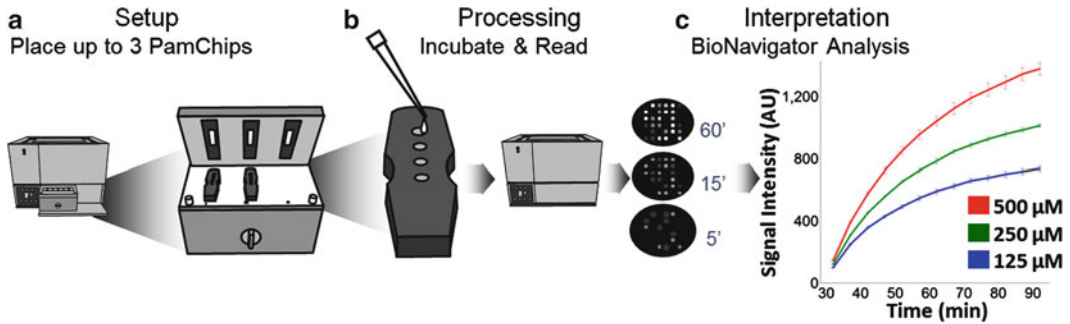 a
Setup
Place up to 3 PamChips
b
Processing
Incubate & Read
60'
15'
5'
c
Interpretation
BioNavigator Analysis
Signal Intensity (AU)
1,200
800
400
0
30 40 50 60 70 80 90
Time (min)
500 µM
250 µM
125 µM